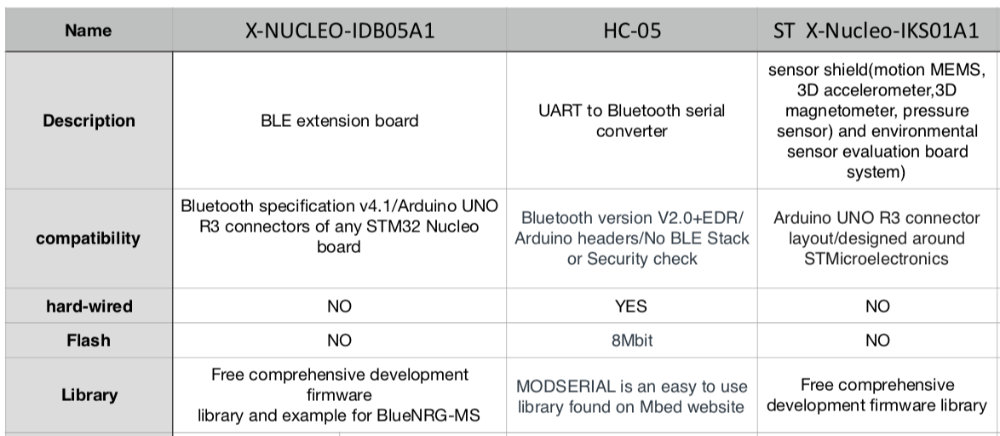 Name
X-NUCLEO-IDB05A1
HC-05
ST X-Nucleo-IKS01A1
Description
BLE extension board
UART to Bluetooth serial
converter
sensor shield(motion MEMS,
3D accelerometer,3D
magnetometer, pressure
sensor) and environmental
sensor evaluation board
system)
compatibility
Bluetooth specification v4.1/Arduino UNO
R3 connectors of any STM32 Nucleo
board
Bluetooth version V2.0+EDR/
Arduino headers/No BLE Stack
or Security check
Arduino UNO R3 connector
layout/designed around
STMicroelectronics
hard-wired
NO
YES
NO
Flash
NO
8Mbit
NO
Library
Free comprehensive development
firmware
library and example for BlueNRG-MS
MODSERIAL is an easy to use
library found on Mbed website
Free comprehensive
development firmware library